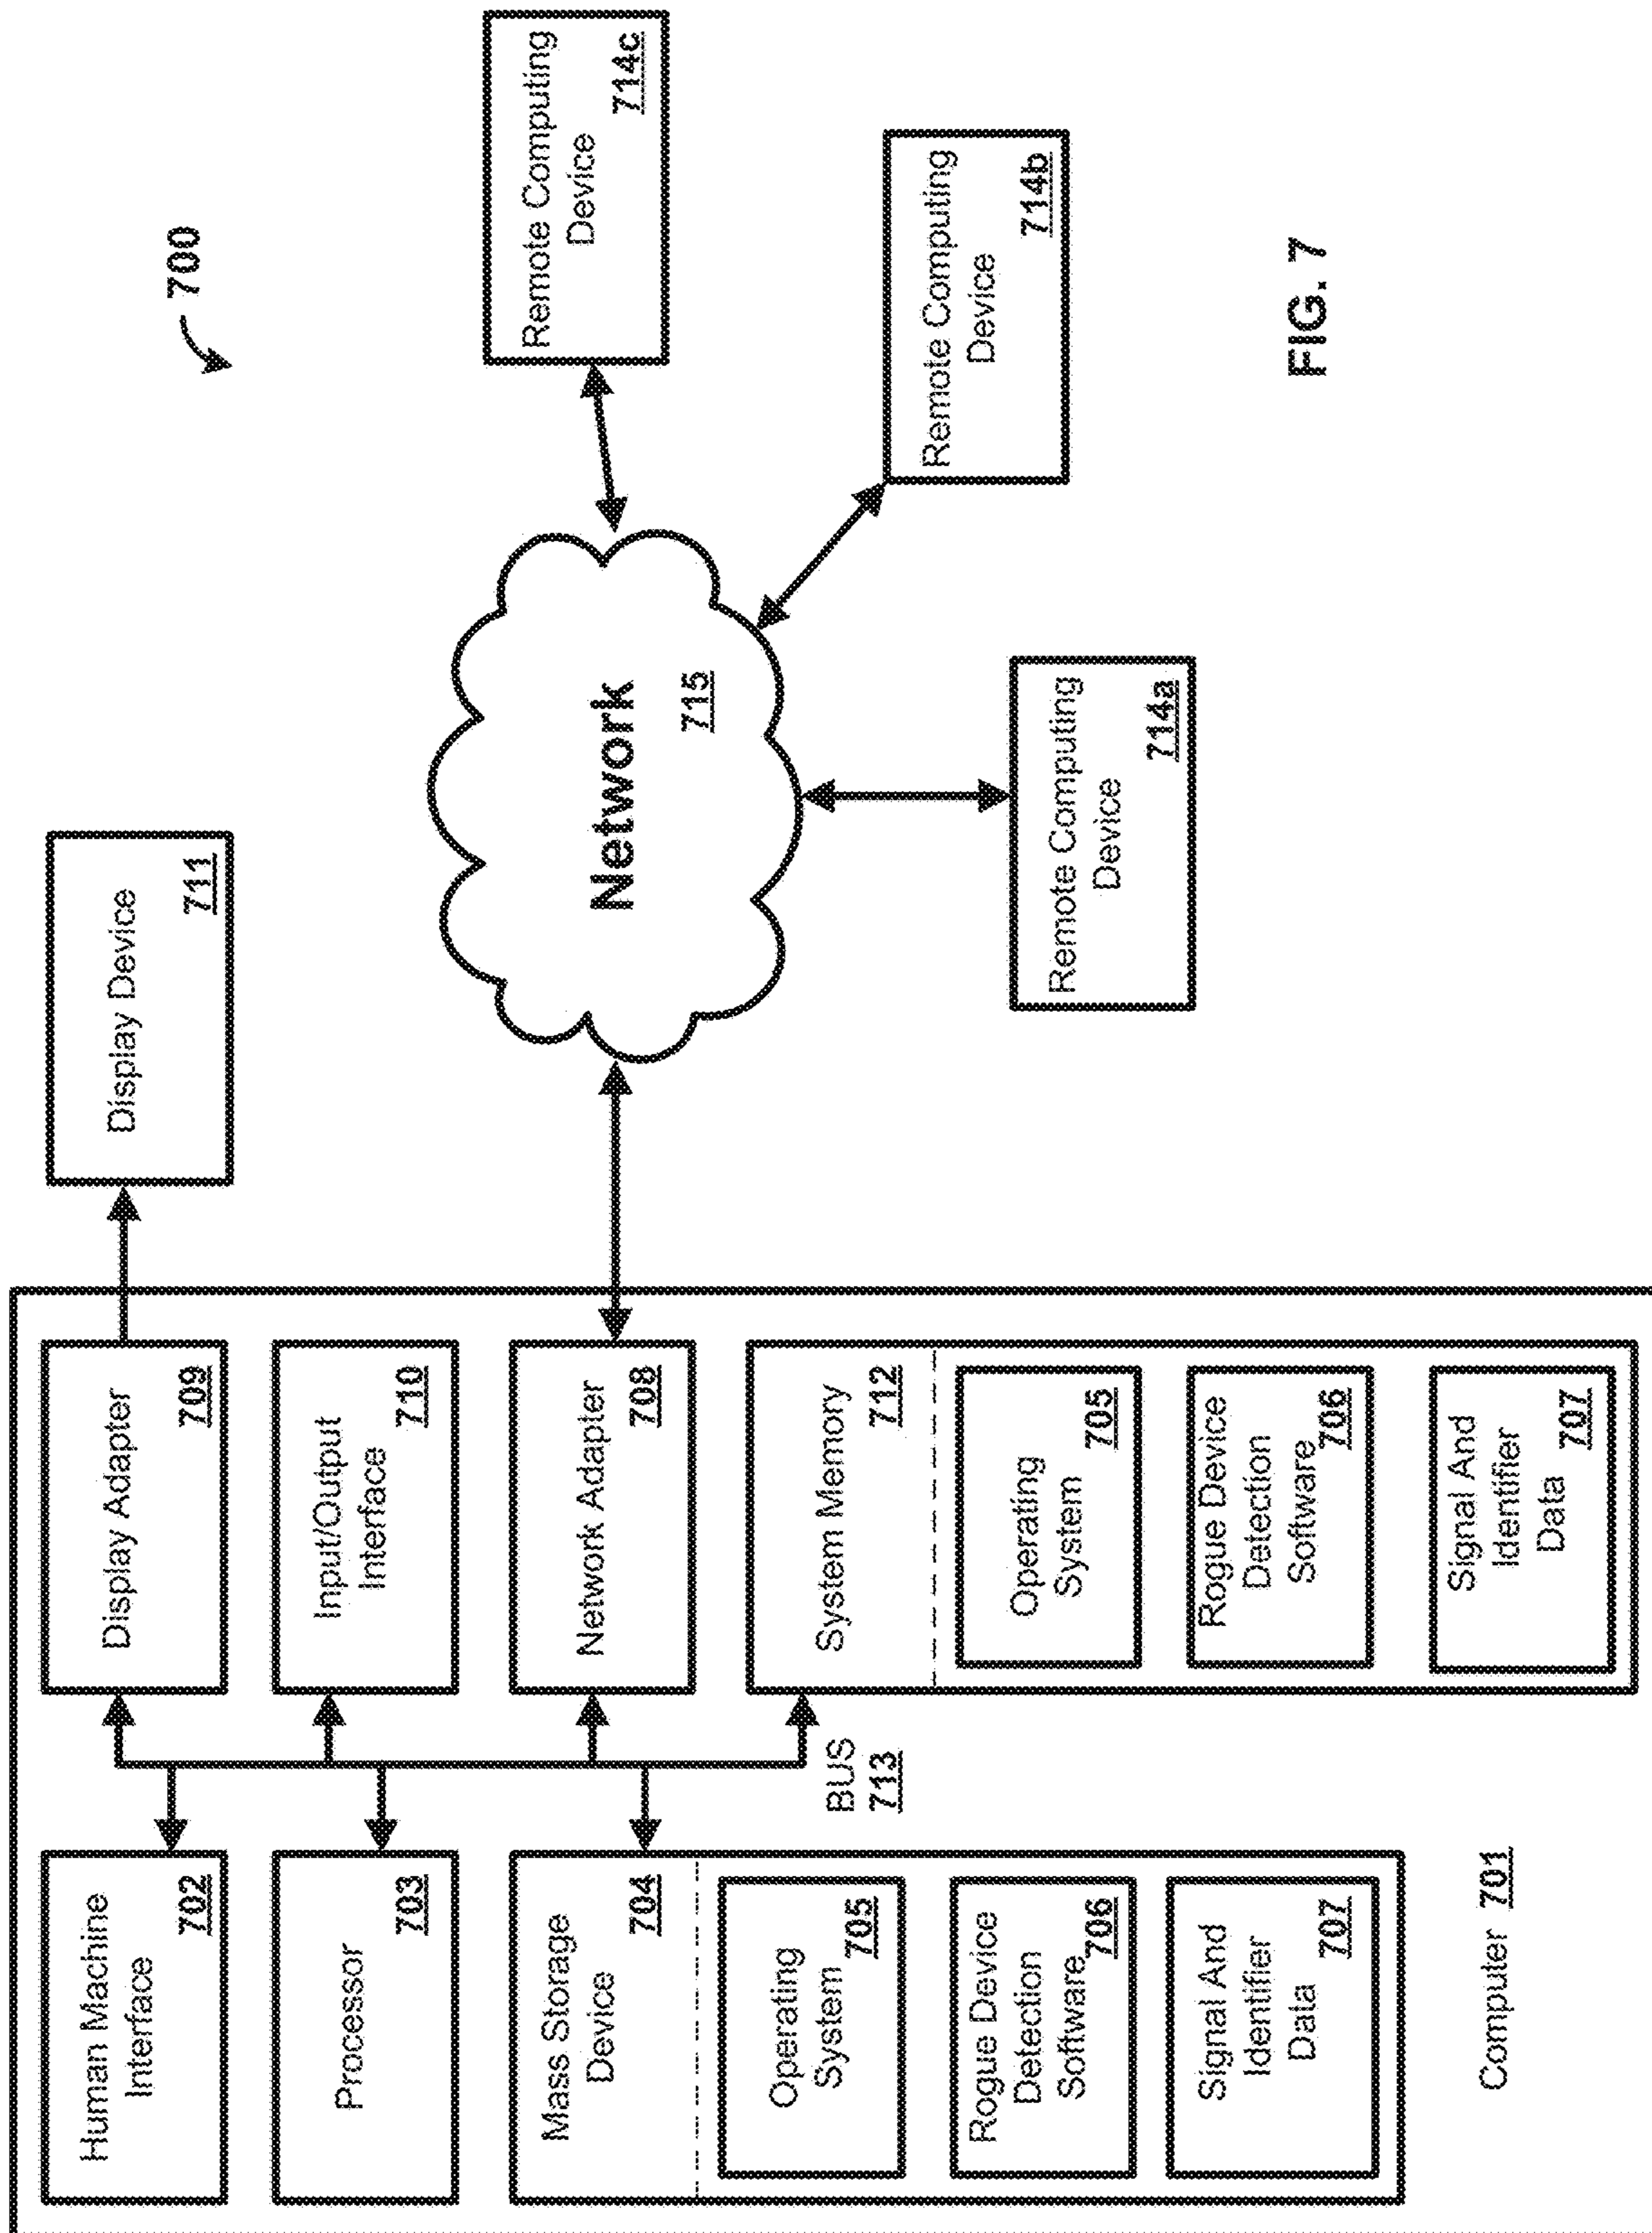 700
Human Machine
Interface
702
Processor
703
Mass Storage
Device
704
Operating
System
705
Rogue Device
Detection
Software
706
Signal And
Identifier
Data
707
Computer 701
BUS
713
Display Adapter
709
Input/Output
Interface
710
Network Adapter
708
System Memory
712
Operating
System
705
Rogue Device
Detection
Software
706
Signal And
Identifier
Data
707
Display Device
711
Network
715
Remote Computing
Device
714a
Remote Computing
Device
714b
Remote Computing
Device
714c
FIG. 7